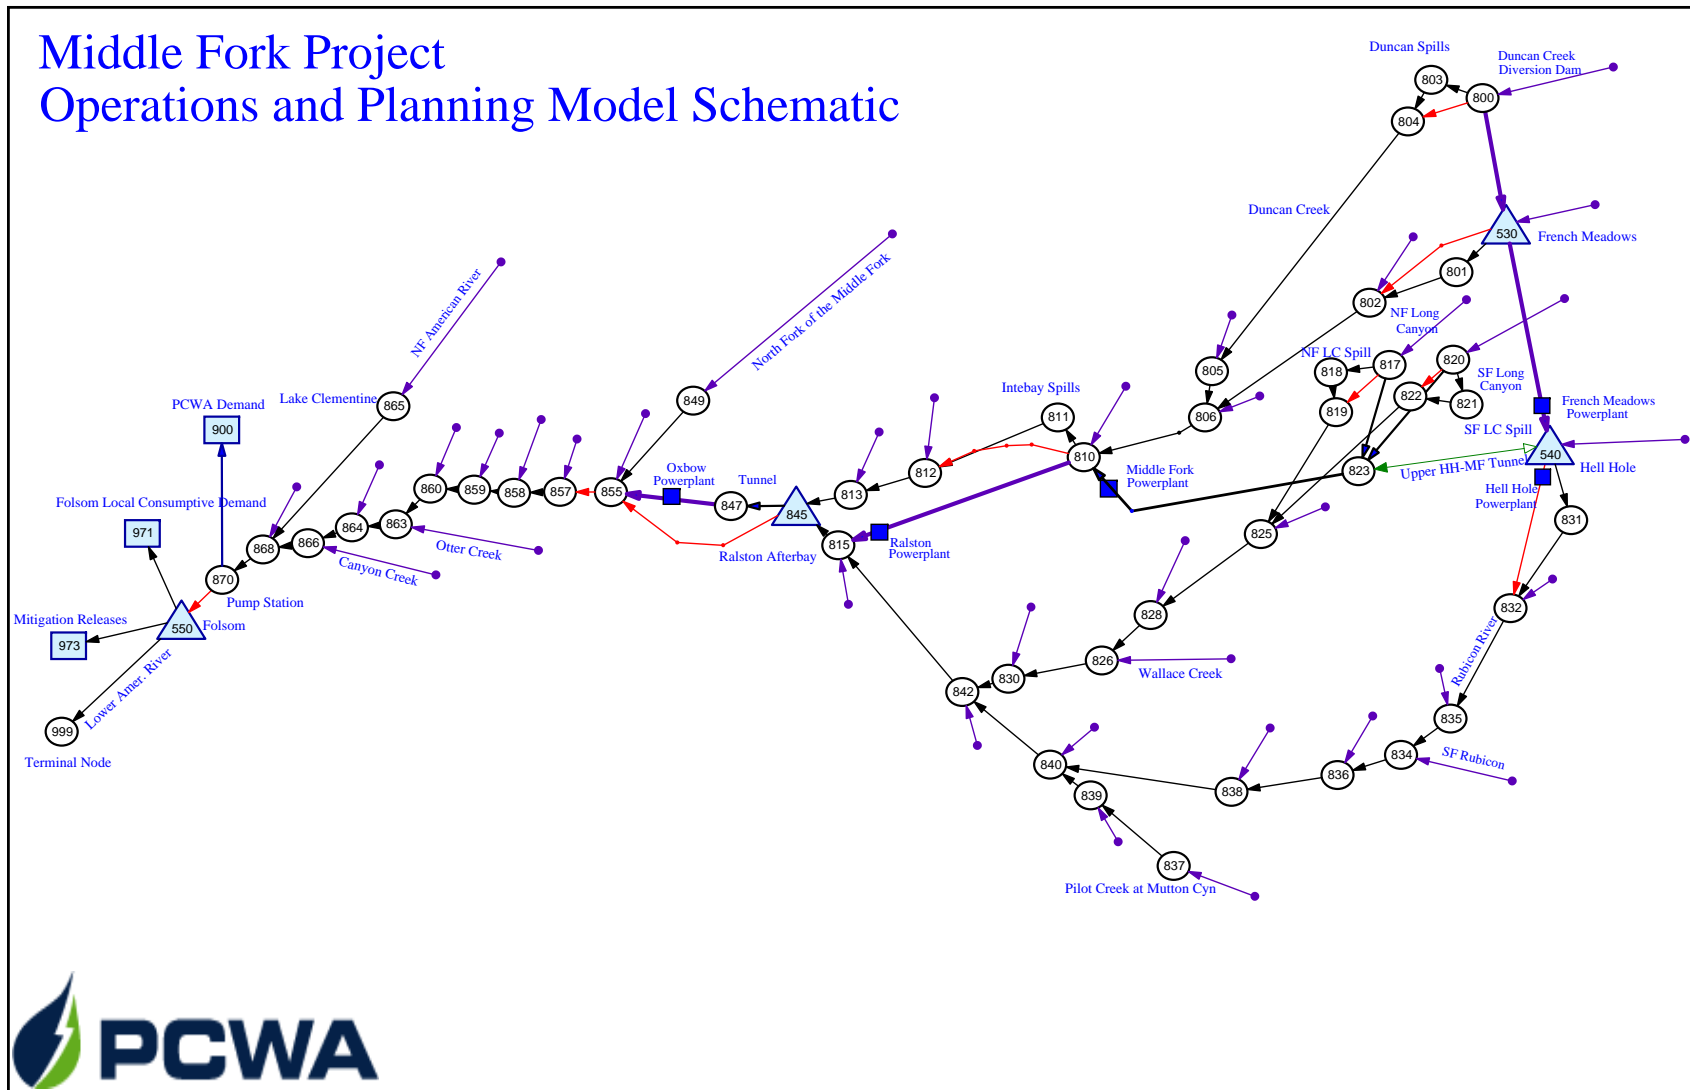 Middle Fork Project
Operations and Planning Model Schematic
Duncan Spills
Duncan Creek
Diversion Dam
803
800
804
Duncan Creek
530
French Meadows
801
802
NF Long
Canyon
NF American River
North Fork of the Middle Fork
NF LC Spill
817
820
818
805
SF Long
Canyon
822
821
819
Lake Clementine
865
849
Intebay Spills
811
806
French Meadows
Powerplant
PCWA Demand
900
SF LC Spill
810
540
Hell Hole
Upper HH-MF Tunnel
823
812
Middle Fork
Powerplant
Hell Hole
Powerplant
Oxbow
Powerplant
Tunnel
860
859
858
857
855
847
813
845
Folsom Local Consumptive Demand
971
864
863
831
868
866
Otter Creek
Canyon Creek
Ralston Afterbay
815
Ralston
Powerplant
825
870
Pump Station
Mitigation Releases
973
550
Folsom
832
828
Rubicon River
Lower Amer. River
826
Wallace Creek
830
842
999
Terminal Node
835
834
SF Rubicon
840
836
838
839
837
Pilot Creek at Mutton Cyn
PCWA